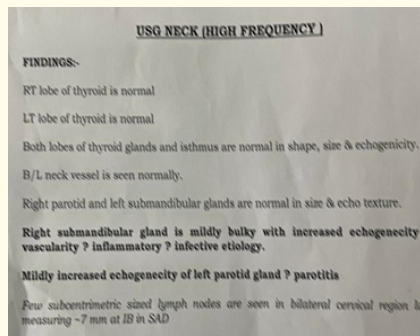 USG NECK (HIGH FREQUENCY )
FINDINGS:-
RT lobe of thyroid is normal
LT lobe of thyroid is normal
Both lobes of thyroid glands and isthmus are normal in shape, size & echogenicity.
B/L neck vessel is seen normally.
Right parotid and left submandibular glands are normal in size & echo texture.
Right submandibular gland is mildly bulky with increased echogenecity
vascularity ? inflammatory ? infective etiology.
Mildly increased echogenecity of left parotid gland ? parotitis
Few subcentrimetric sized lymph nodes are seen in bilateral cervical region
measuring ~7 mm at IB in SAD